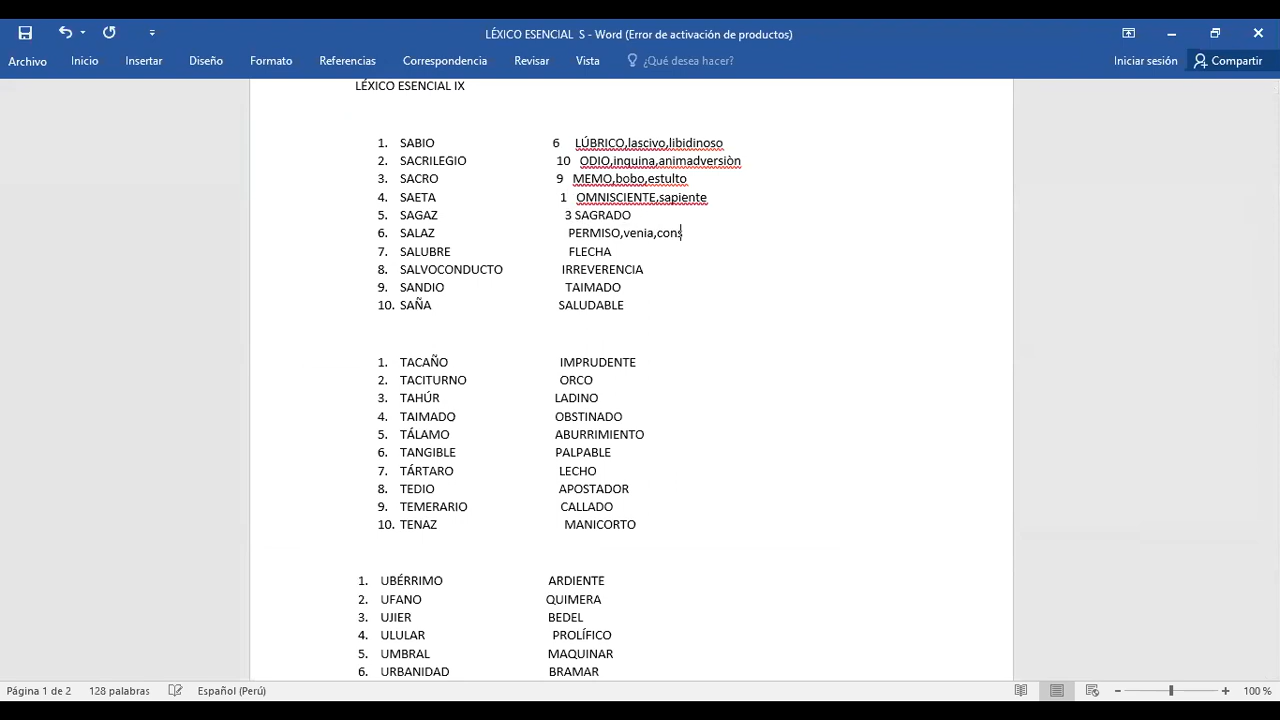 LÉXICO ESENCIAL S - Word (Error de activación de productos)
Archivo Inicio Insertar Diseño Formato Referencias Correspondencia Revisar Vista ¿Qué desea hacer? Iniciar sesión Compartir
LÉXICO ESENCIAL IX
1. SABIO 6 LÚBRICO,lascivo,libidinoso
2. SACRILEGIO 10 ODIO,inquina,animadversiòn
3. SACRO 9 MEMO,bobo,estulto
4. SAETA 1 OMNISCIENTE,sapiente
5. SAGAZ 3 SAGRADO
6. SALAZ PERMISO,venia,cons
7. SALUBRE FLECHA
8. SALVOCONDUCTO IRREVERENCIA
9. SANDIO TAIMADO
10. SAÑA SALUDABLE
1. TACAÑO IMPRUDENTE
2. TACITURNO ORCO
3. TAHÚR LADINO
4. TAIMADO OBSTINADO
5. TÁLAMO ABURRIMIENTO
6. TANGIBLE PALPABLE
7. TÁRTARO LECHO
8. TEDIO APOSTADOR
9. TEMERARIO CALLADO
10. TENAZ MANICORTO
1. UBÉRRIMO ARDIENTE
2. UFANO QUIMERA
3. UJIER BEDEL
4. ULULAR PROLÍFICO
5. UMBRAL MAQUINAR
6. URBANIDAD BRAMAR
Página 1 de 2 128 palabras Español (Perú) 100 %